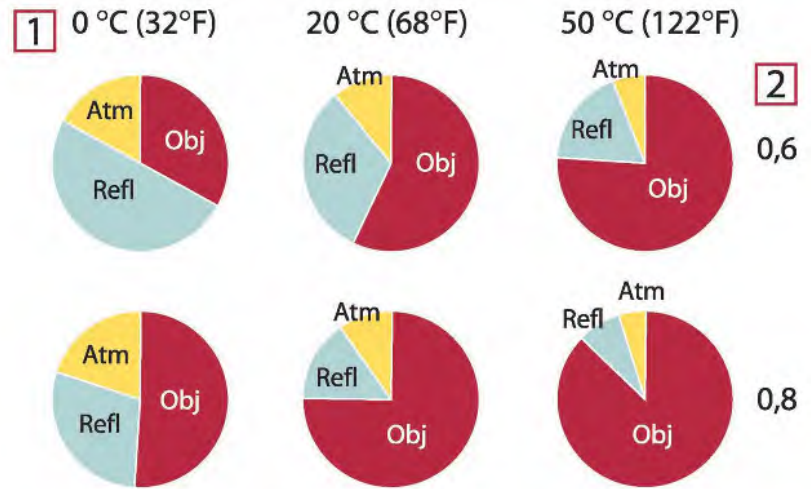 1 0 °C (32°F) 20 °C (68°F) 50 °C (122°F)
2
0,6
Atm Obj Refl
Atm Refl Obj
Atm Refl Obj
0,8
Atm Obj Refl
Atm Refl Obj
Atm Refl Obj